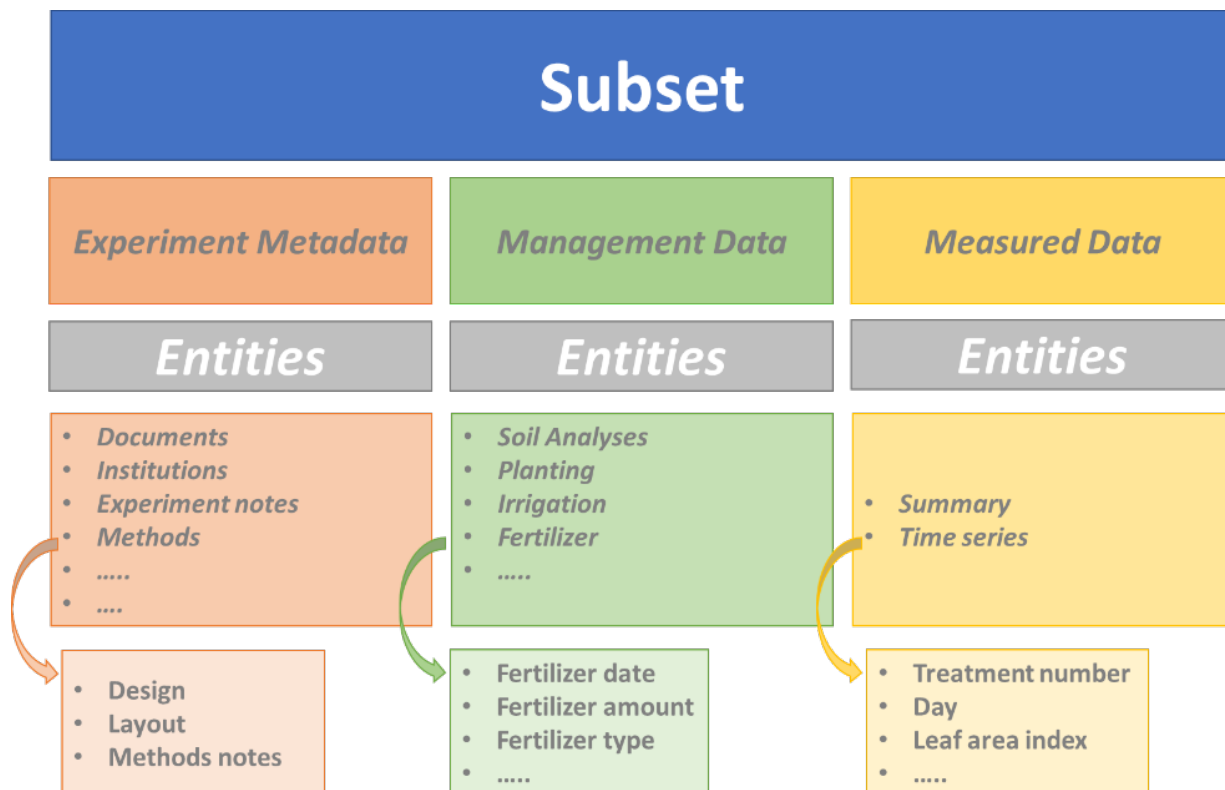 Subset
Experiment Metadata
Management Data
Measured Data
Entities
Entities
Entities
• Documents
• Institutions
• Experiment notes
• Methods
• .....
• ....
• Soil Analyses
• Planting
• Irrigation
• Fertilizer
• .....
• Summary
• Time series
• Design
• Layout
• Methods notes
• Fertilizer date
• Fertilizer amount
• Fertilizer type
• .....
• Treatment number
• Day
• Leaf area index
• .....